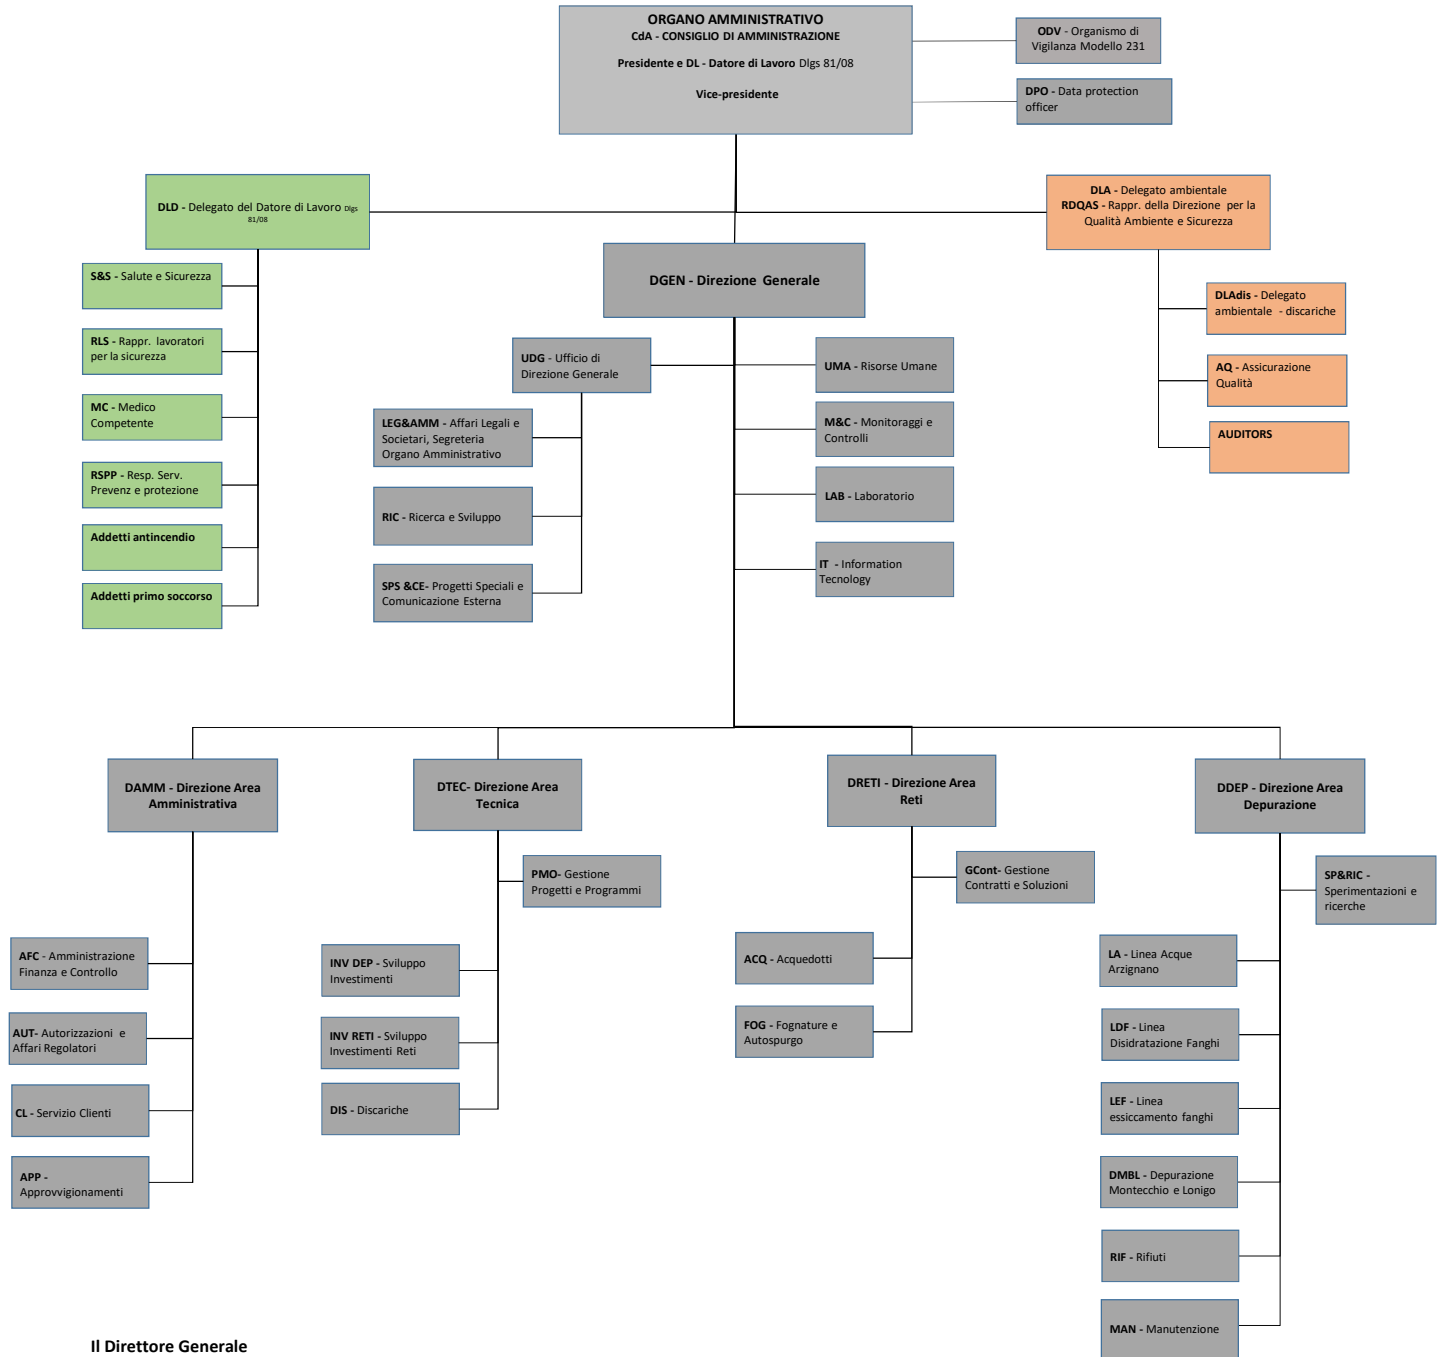 ORGANO AMMINISTRATIVO
CdA - CONSIGLIO DI AMMINISTRAZIONE
Presidente e DL - Datore di Lavoro Dlgs 81/08
Vice-presidente
ODV - Organismo di
Vigilanza Modello 231
DPO - Data protection
officer
DLD - Delegato del Datore di Lavoro Dlgs
81/08
DLA - Delegato ambientale
RDQAS - Rappr. della Direzione per la
Qualità Ambiente e Sicurezza
DGEN - Direzione Generale
S&S - Salute e Sicurezza
RLS - Rappr. lavoratori
per la sicurezza
MC - Medico
Competente
RSPP - Resp. Serv.
Prevenz e protezione
Addetti antincendio
Addetti primo soccorso
UDG - Ufficio di
Direzione Generale
LEG&AMM - Affari Legali e
Societari, Segreteria
Organo Amministrativo
RIC - Ricerca e Sviluppo
SPS &CE- Progetti Speciali e
Comunicazione Esterna
UMA - Risorse Umane
M&C - Monitoraggi e
Controlli
LAB - Laboratorio
IT - Information
Tecnology
DLAdis - Delegato
ambientale - discariche
AQ - Assicurazione
Qualità
AUDITORS
DAMM - Direzione Area
Amministrativa
AFC - Amministrazione
Finanza e Controllo
AUT- Autorizzazioni e
Affari Regolatori
CL - Servizio Clienti
APP -
Approvvigionamenti
DTEC- Direzione Area
Tecnica
PMO- Gestione
Progetti e Programmi
INV DEP - Sviluppo
Investimenti
INV RETI - Sviluppo
Investimenti Reti
DIS - Discariche
DRETI - Direzione Area
Reti
GCont- Gestione
Contratti e Soluzioni
ACQ - Acquedotti
FOG - Fognature e
Autospurgo
DDEP - Direzione Area
Depurazione
SP&RIC -
Sperimentazioni e
ricerche
LA - Linea Acque
Arzignano
LDF - Linea
Disidratazione Fanghi
LEF - Linea
essiccamento fanghi
DMBL - Depurazione
Montecchio e Lonigo
RIF - Rifiuti
MAN - Manutenzione
Il Direttore Generale